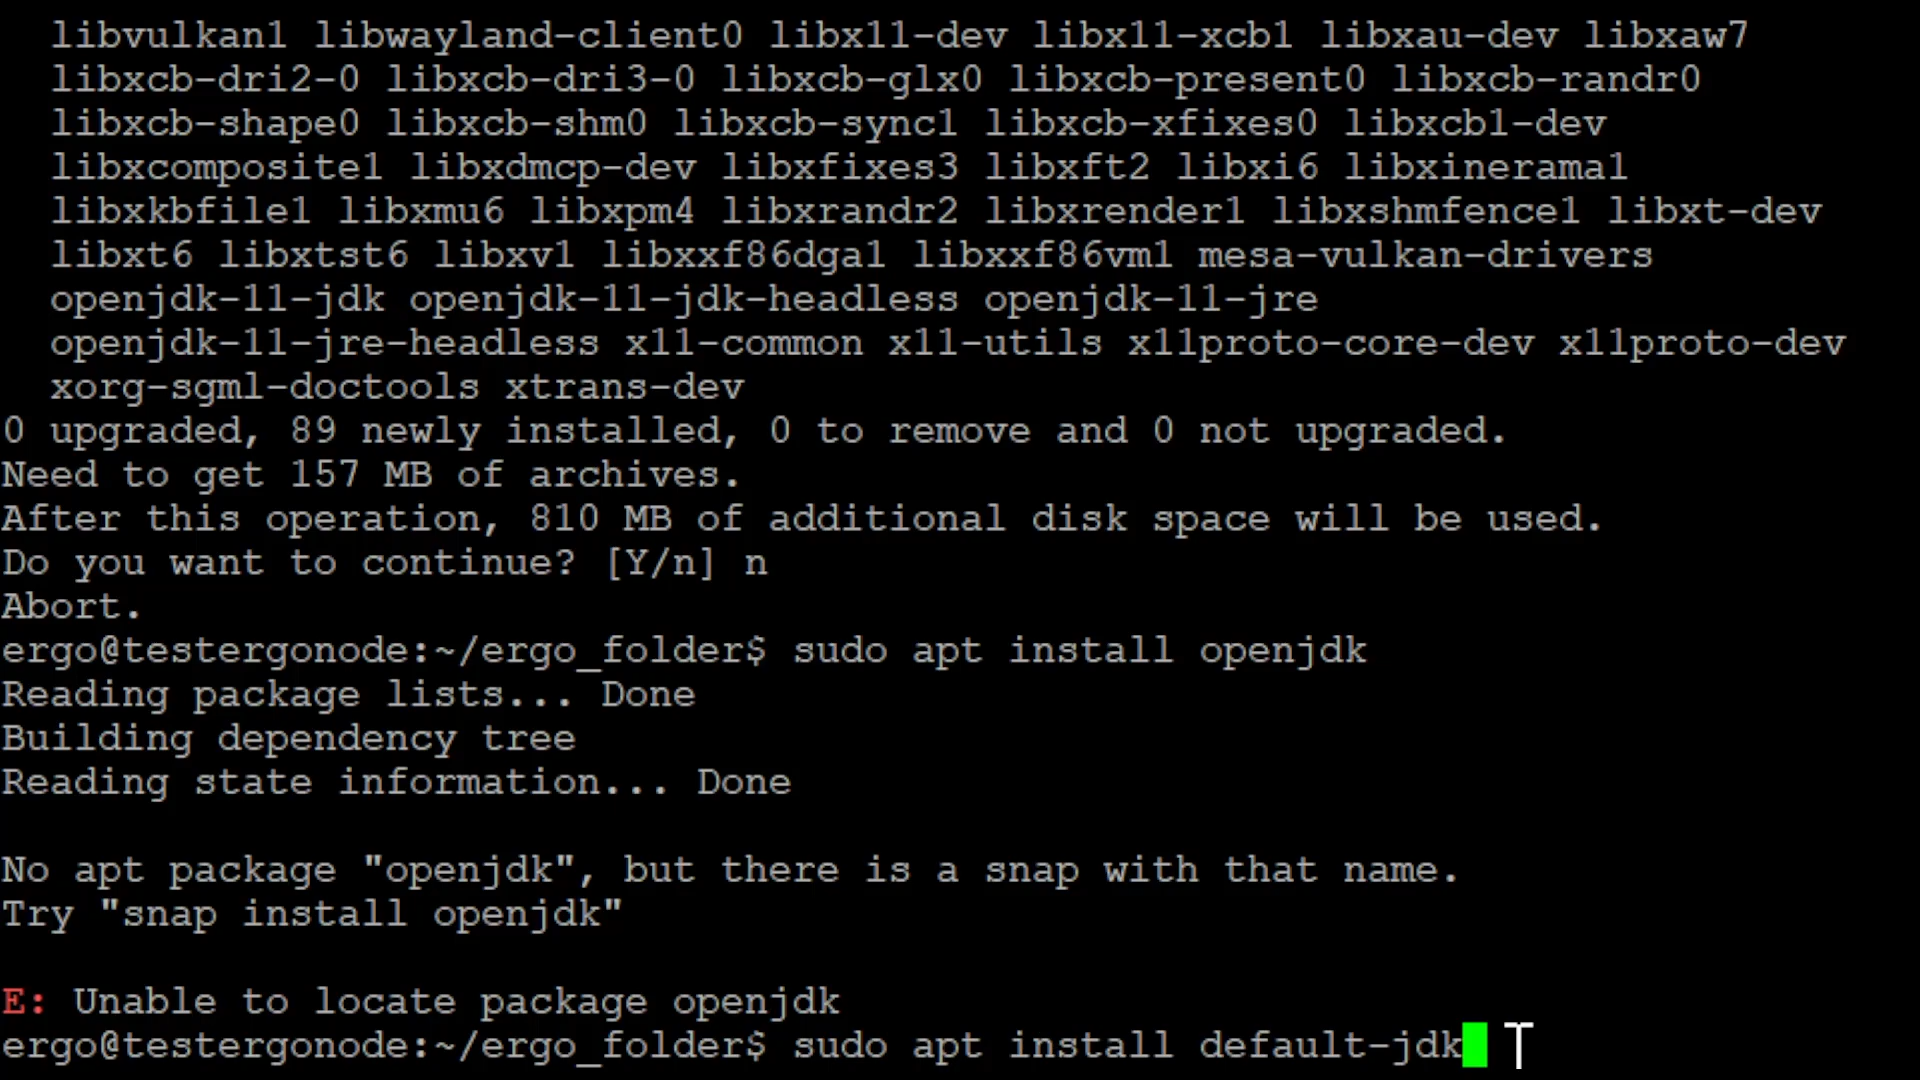 libvulkan1 libwayland-client0 libx11-dev libx11-xcb1 libxau-dev libxaw7
libxcb-dri2-0 libxcb-dri3-0 libxcb-glx0 libxcb-present0 libxcb-randr0
libxcb-shape0 libxcb-shm0 libxcb-sync1 libxcb-xfixes0 libxcb1-dev
libxcomposite1 libxdmcp-dev libxfixes3 libxft2 libxi6 libxinerama1
libxkbfile1 libxmu6 libxpm4 libxrandr2 libxrender1 libxshmfence1 libxt-dev
libxt6 libxtst6 libxv1 libxxf86dga1 libxxf86vm1 mesa-vulkan-drivers
openjdk-11-jdk openjdk-11-jdk-headless openjdk-11-jre
openjdk-11-jre-headless x11-common x11-utils x11proto-core-dev x11proto-dev
xorg-sgml-doctools xtrans-dev
0 upgraded, 89 newly installed, 0 to remove and 0 not upgraded.
Need to get 157 MB of archives.
After this operation, 810 MB of additional disk space will be used.
Do you want to continue? [Y/n] n
Abort.
ergo@testergonode:~/ergo_folder$ sudo apt install openjdk
Reading package lists... Done
Building dependency tree
Reading state information... Done
No apt package "openjdk", but there is a snap with that name.
Try "snap install openjdk"
E: Unable to locate package openjdk
ergo@testergonode:~/ergo_folder$ sudo apt install default-jdk